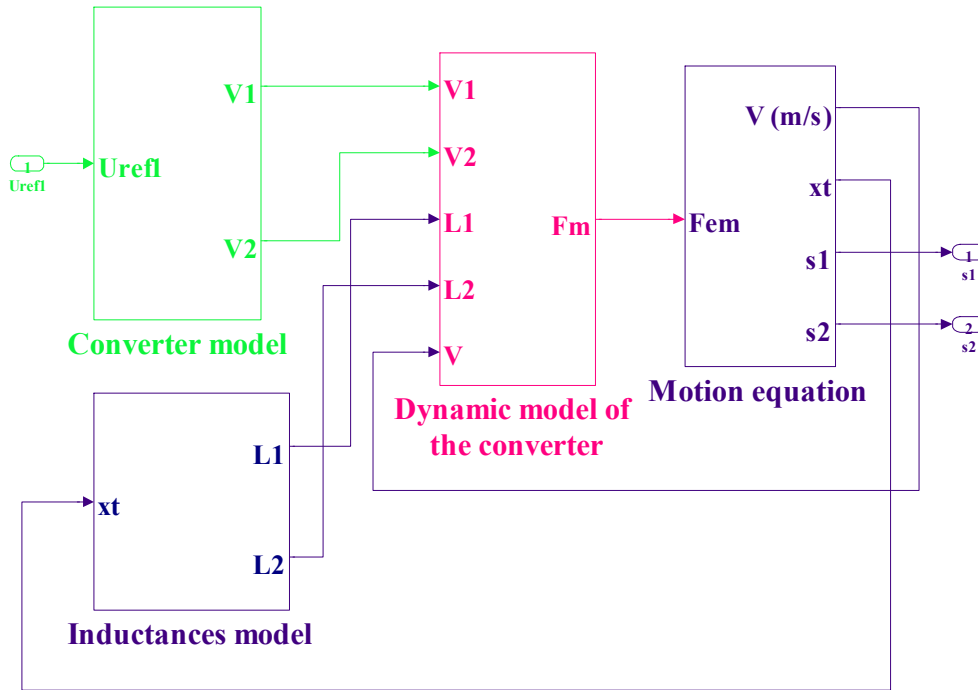 1
Uref1
Uref1
V1
V2
Converter model
xt
L1
L2
Inductances model
V1
V2
L1
L2
V
Fm
Dynamic model of
the converter
Fem
V (m/s)
xt
s1
s2
Motion equation
1
s1
2
s2